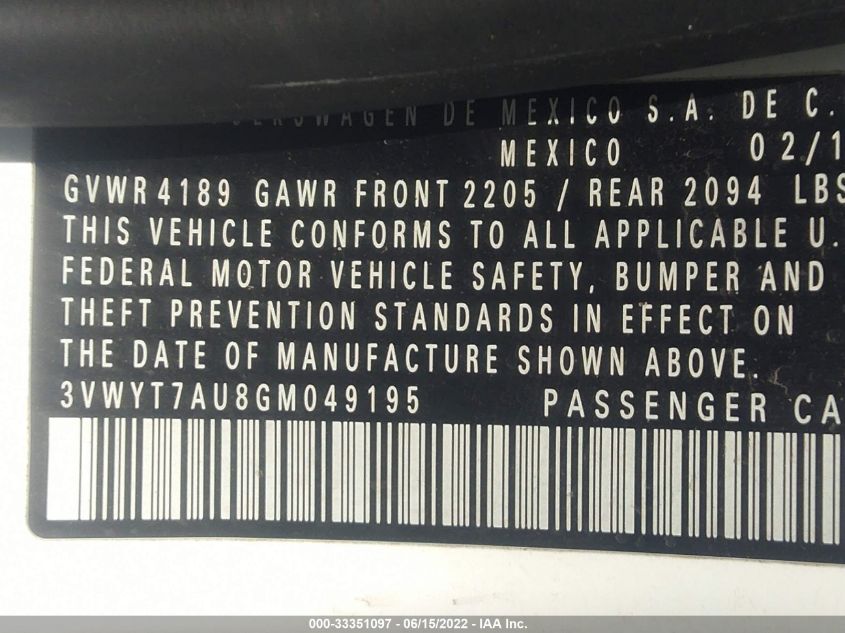 DE MEXICO S.A. DE C.
MEXICO 02/1
GVWR 4189 GAWR FRONT 2205 / REAR 2094 LBS
THIS VEHICLE CONFORMS TO ALL APPLICABLE U.
FEDERAL MOTOR VEHICLE SAFETY, BUMPER AND
THEFT PREVENTION STANDARDS IN EFFECT ON
THE DATE OF MANUFACTURE SHOWN ABOVE.
3VWYT7AU8GM049195 PASSENGER CA
000-33351097 - 06/15/2022 - IAA Inc.